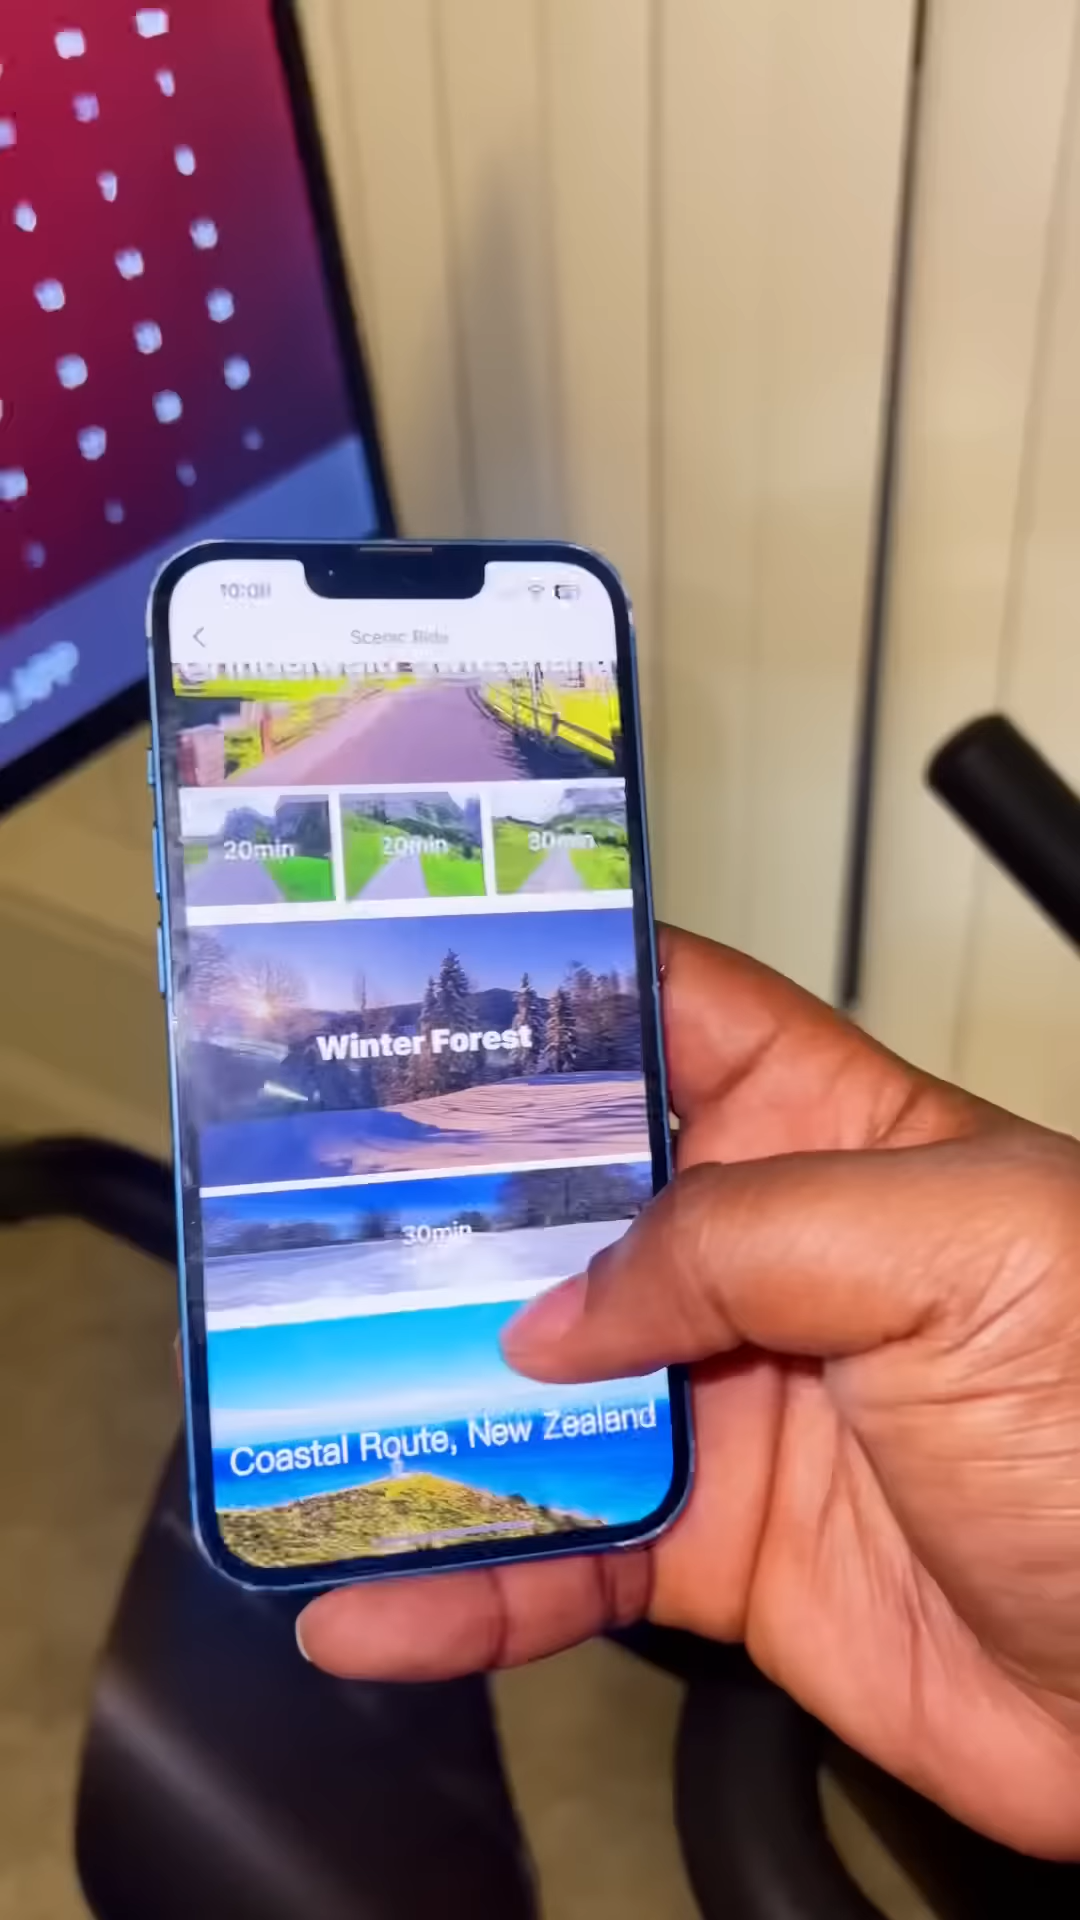 Scenic Ride
20min 20min 30min
Winter Forest
30min
Coastal Route, New Zealand